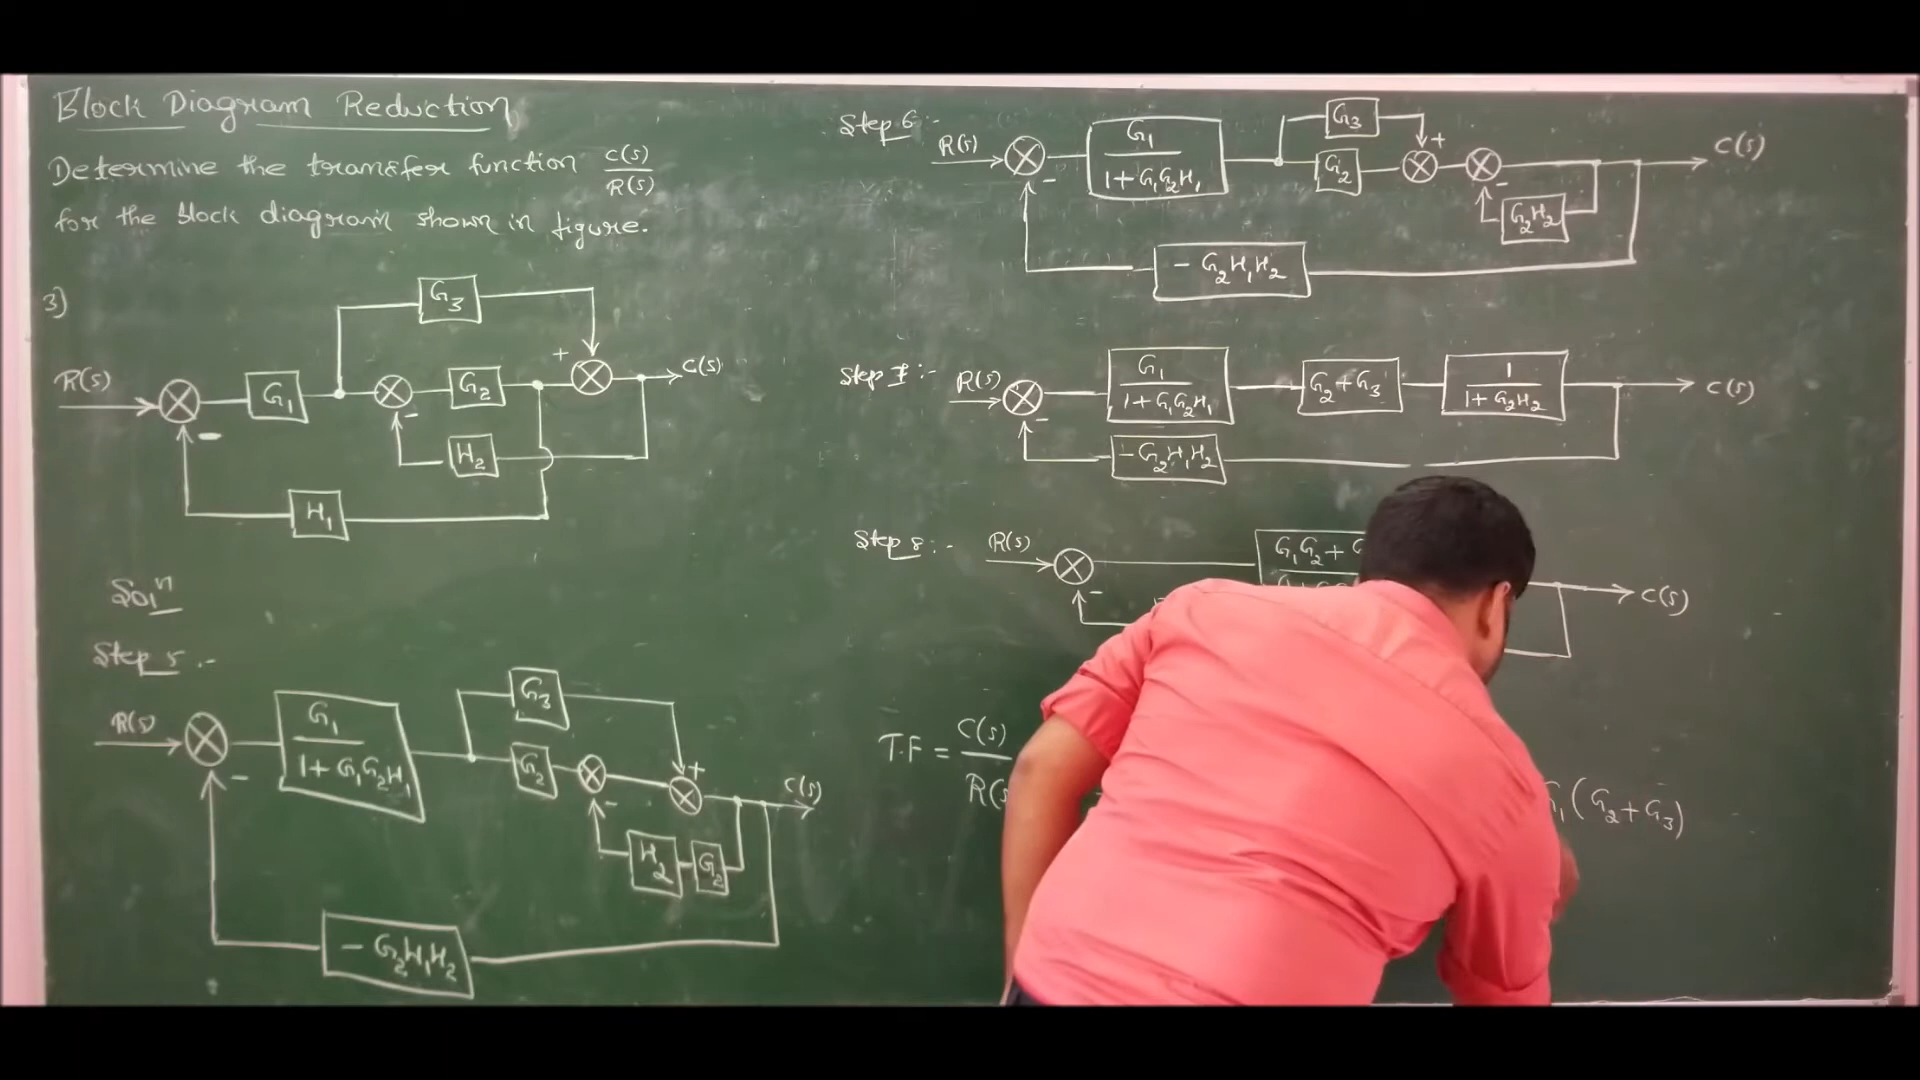 Block Diagram Reduction
Determine the transfer function C(s)/R(s)
for the block diagram shown in figure.
3)
G3
R(s) G1 G2 C(s)
+
-
-
H2
H1
Soln
Step 5 :-
G3
R(s) G1/(1+G1G2H1) G2 C(s)
+
-
-
H2 G2
-G2H1H2
Step 6 :-
G3
R(s) G1/(1+G1G2H1) G2 C(s)
+
-
-
G2H2
-G2H1H2
Step 7 :-
R(s) G1/(1+G1G2H1) G2+G3 1/(1+G2H2) C(s)
-
-G2H1H2
Step 8 :-
R(s) G1G2+ C(s)
-
T.F = C(s)/R(s
G1(G2+G3)